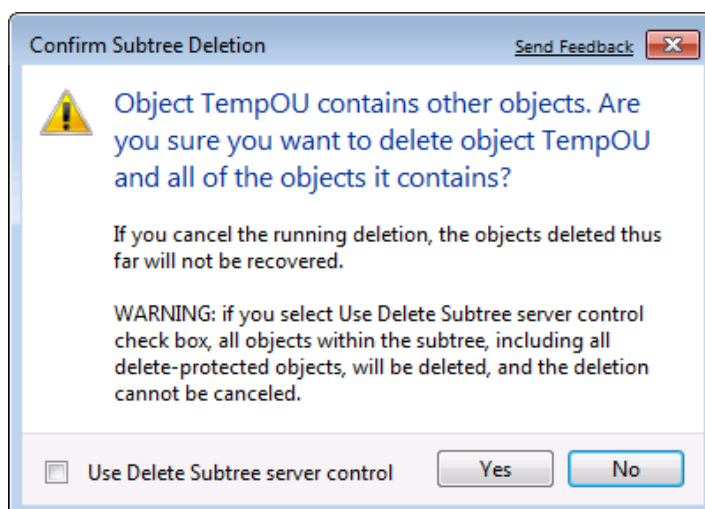 Confirm Subtree Deletion Send Feedback
Object TempOU contains other objects. Are
you sure you want to delete object TempOU
and all of the objects it contains?
If you cancel the running deletion, the objects deleted thus
far will not be recovered.
WARNING: if you select Use Delete Subtree server control
check box, all objects within the subtree, including all
delete-protected objects, will be deleted, and the deletion
cannot be canceled.
Use Delete Subtree server control Yes No